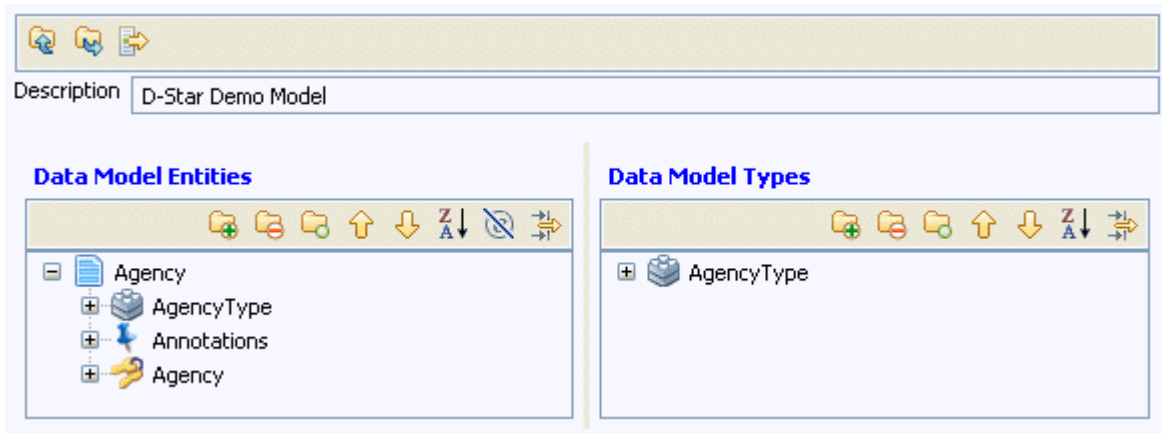 Description D-Star Demo Model
Data Model Entities
Z
A
Agency
AgencyType
Annotations
Agency
Data Model Types
Z
A
AgencyType